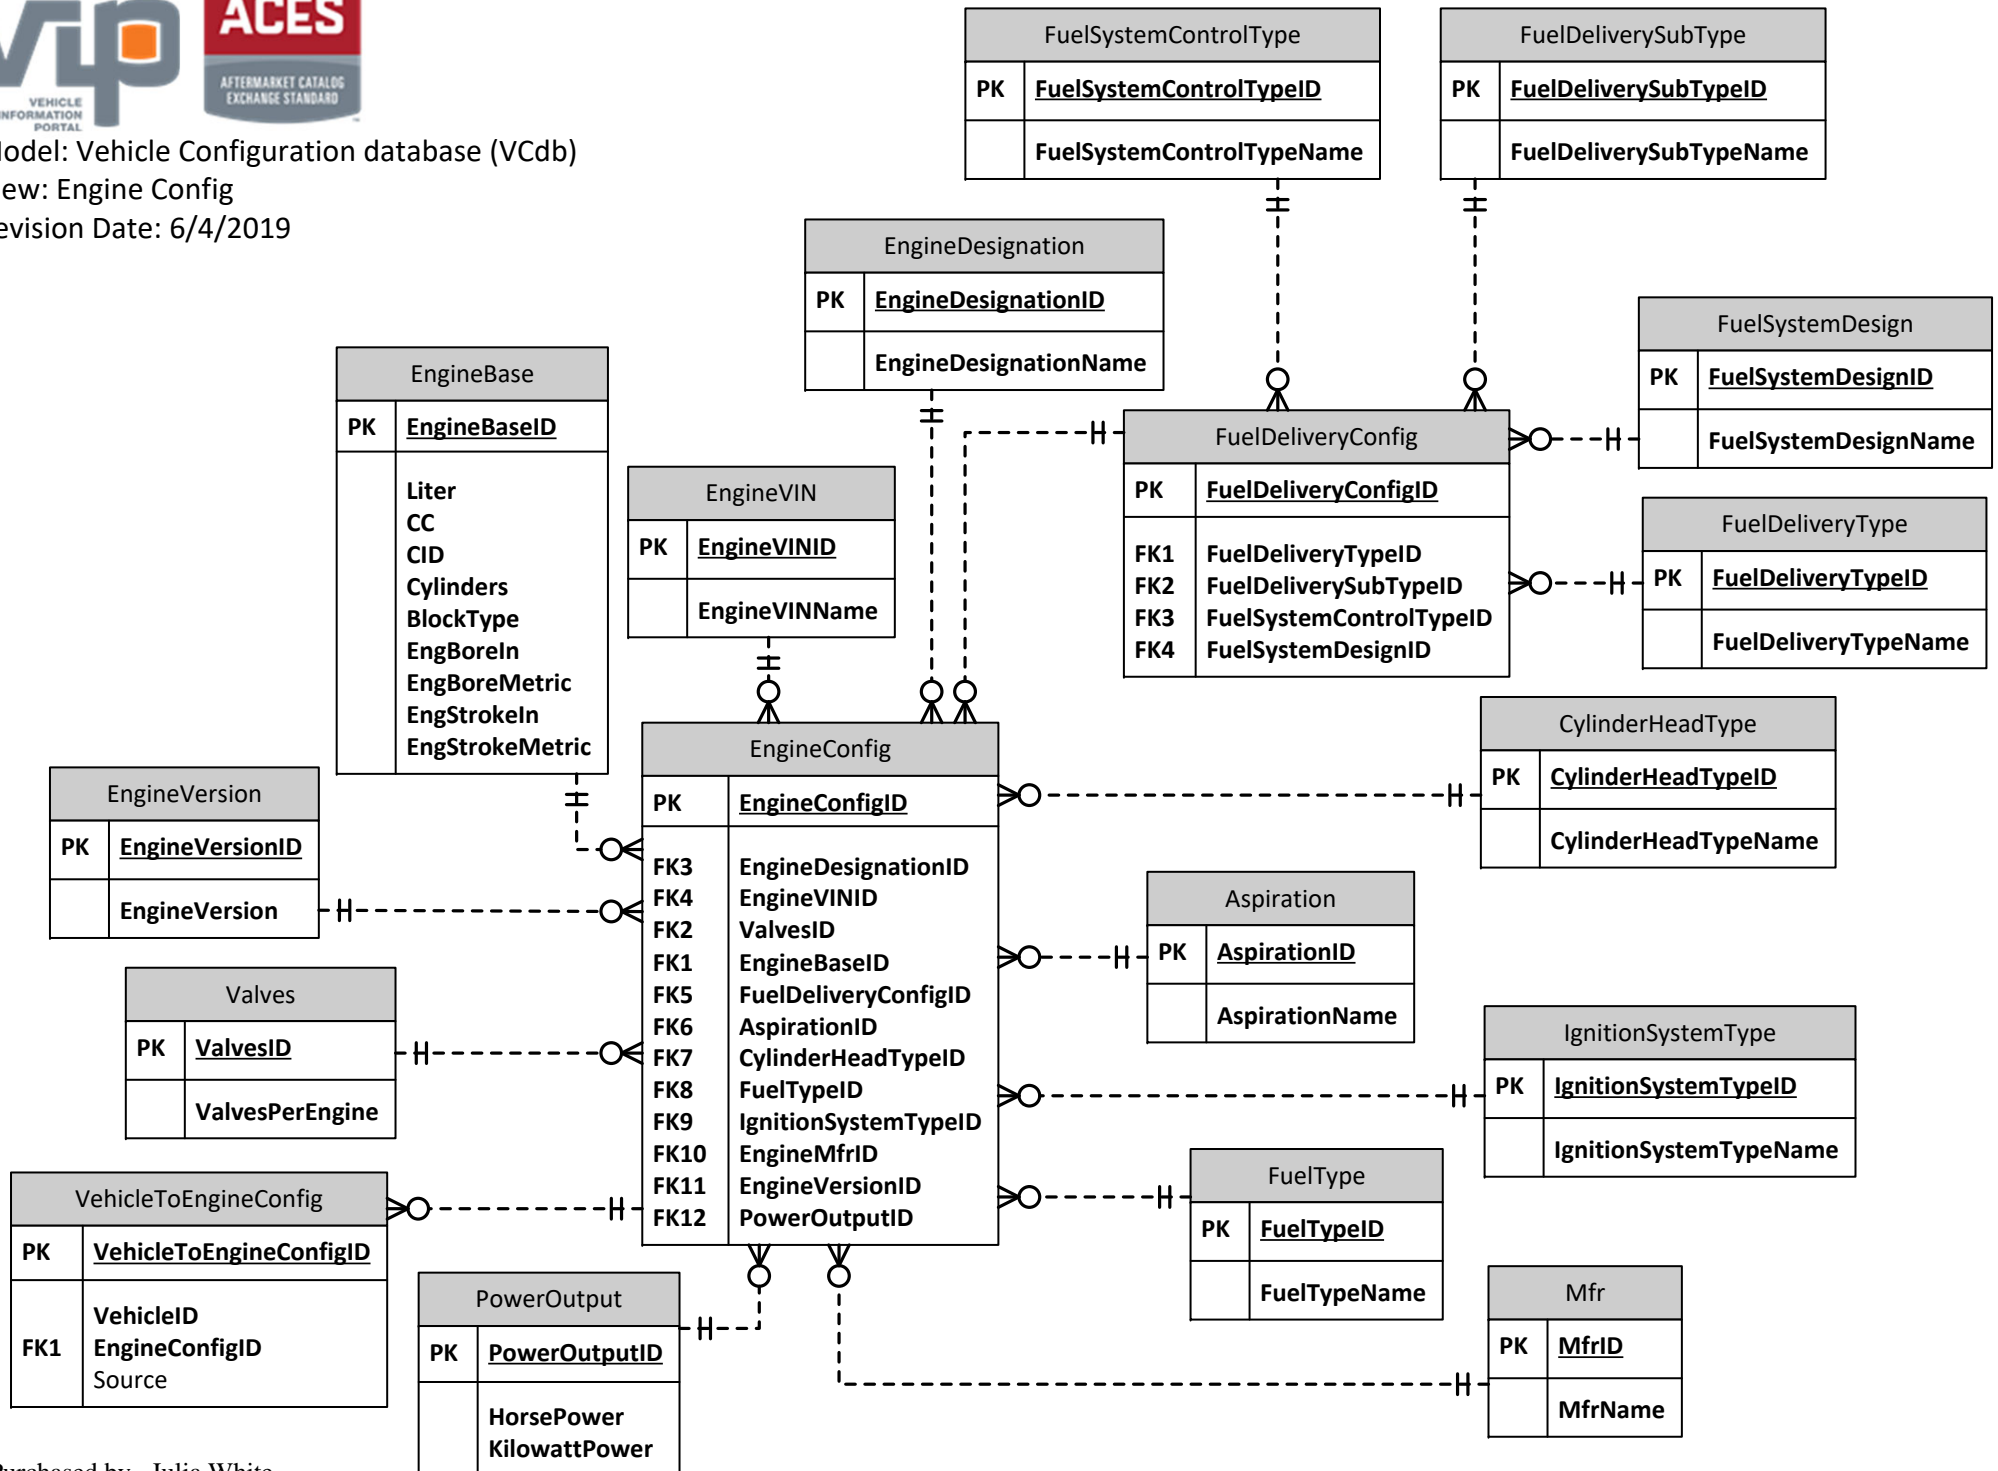 VIP
VEHICLE
INFORMATION
PORTAL
ACES
AFTERMARKET CATALOG
EXCHANGE STANDARD
Model: Vehicle Configuration database (VCdb)
iew: Engine Config
evision Date: 6/4/2019
FuelSystemControlType
PK FuelSystemControlTypeID
FuelSystemControlTypeName
FuelDeliverySubType
PK FuelDeliverySubTypeID
FuelDeliverySubTypeName
EngineDesignation
PK EngineDesignationID
EngineDesignationName
FuelSystemDesign
PK FuelSystemDesignID
FuelSystemDesignName
EngineBase
PK EngineBaseID
Liter
CC
CID
Cylinders
BlockType
EngBoreIn
EngBoreMetric
EngStrokeIn
EngStrokeMetric
EngineVIN
PK EngineVINID
EngineVINName
FuelDeliveryConfig
PK FuelDeliveryConfigID
FK1 FuelDeliveryTypeID
FK2 FuelDeliverySubTypeID
FK3 FuelSystemControlTypeID
FK4 FuelSystemDesignID
FuelDeliveryType
PK FuelDeliveryTypeID
FuelDeliveryTypeName
EngineConfig
PK EngineConfigID
FK3 EngineDesignationID
FK4 EngineVINID
FK2 ValvesID
FK1 EngineBaseID
FK5 FuelDeliveryConfigID
FK6 AspirationID
FK7 CylinderHeadTypeID
FK8 FuelTypeID
FK9 IgnitionSystemTypeID
FK10 EngineMfrID
FK11 EngineVersionID
FK12 PowerOutputID
CylinderHeadType
PK CylinderHeadTypeID
CylinderHeadTypeName
EngineVersion
PK EngineVersionID
EngineVersion
Aspiration
PK AspirationID
AspirationName
Valves
PK ValvesID
ValvesPerEngine
IgnitionSystemType
PK IgnitionSystemTypeID
IgnitionSystemTypeName
FuelType
PK FuelTypeID
FuelTypeName
VehicleToEngineConfig
PK VehicleToEngineConfigID
VehicleID
FK1 EngineConfigID
Source
PowerOutput
PK PowerOutputID
HorsePower
KilowattPower
Mfr
PK MfrID
MfrName
Purchased by Julia White